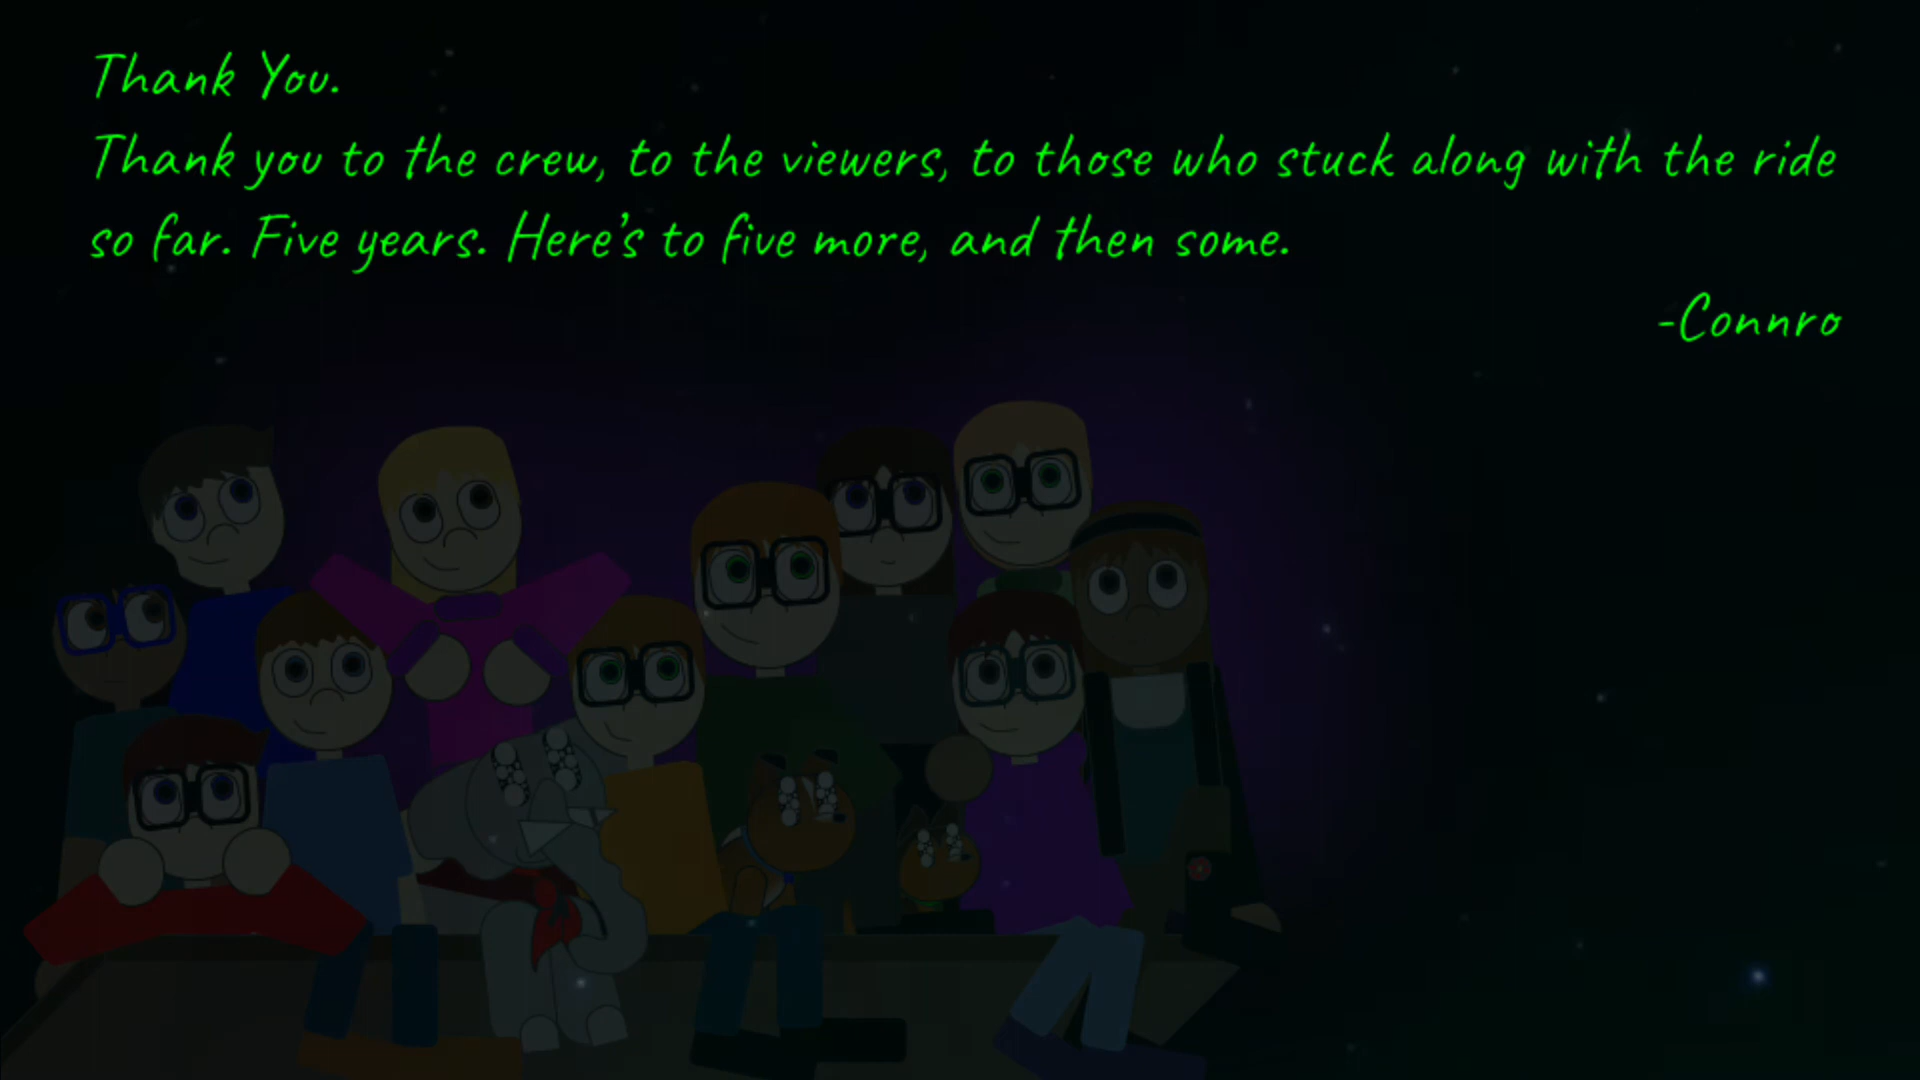 Thank You.
Thank you to the crew, to the viewers, to those who stuck along with the ride
so far. Five years. Here's to five more, and then some.
-Connro